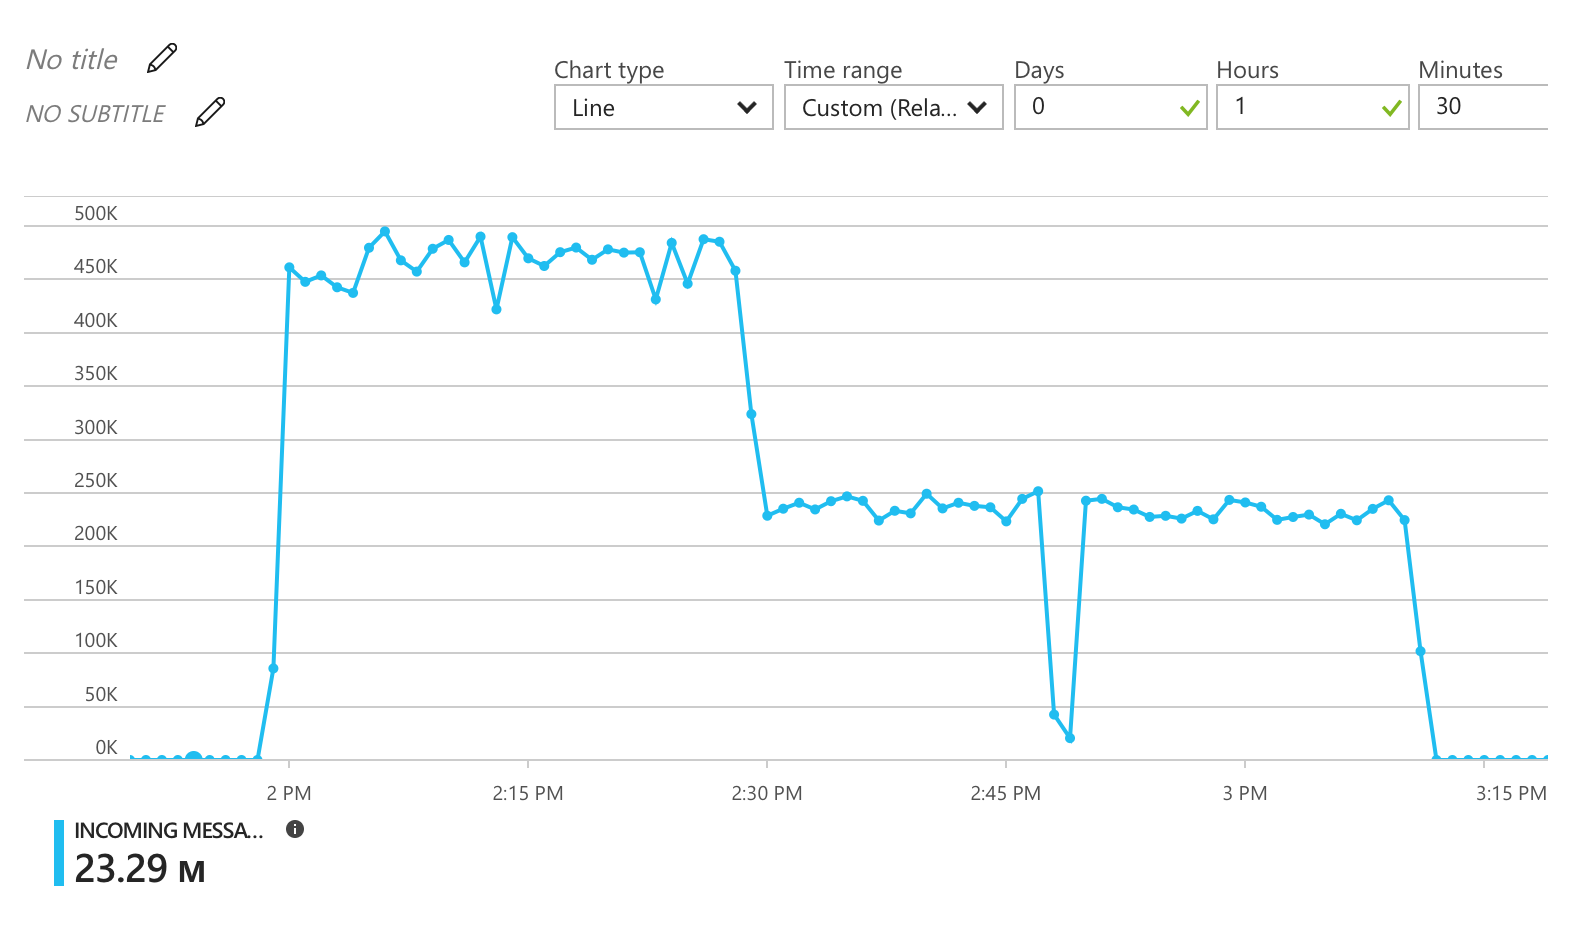 No title
NO SUBTITLE
Chart type
Time range
Days
Hours
Minutes
Line
Custom (Rela...
0
1
30
500K
450K
400K
350K
300K
250K
200K
150K
100K
50K
0K
2 PM
2:15 PM
2:30 PM
2:45 PM
3 PM
3:15 PM
INCOMING MESSA...
23.29 M